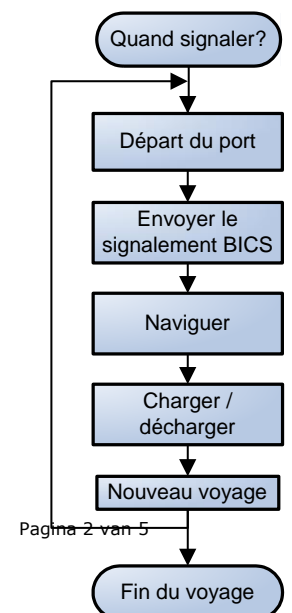 Quand signaler?
Départ du port
Envoyer le
signalement BICS
Naviguer
Charger /
décharger
Nouveau voyage
Pagina 2 van 5
Fin du voyage